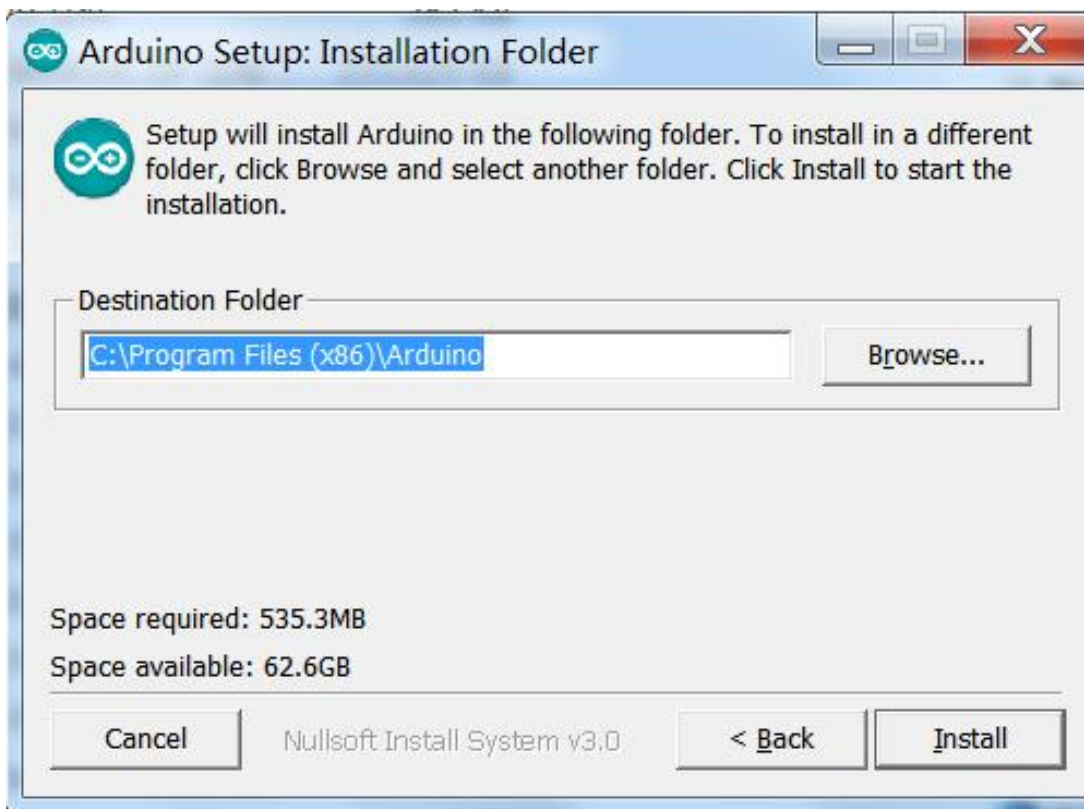 Arduino Setup: Installation Folder
Setup will install Arduino in the following folder. To install in a different
folder, click Browse and select another folder. Click Install to start the
installation.
Destination Folder
C:\Program Files (x86)\Arduino
Browse...
Space required: 535.3MB
Space available: 62.6GB
Cancel
Nullsoft Install System v3.0
< Back
Install